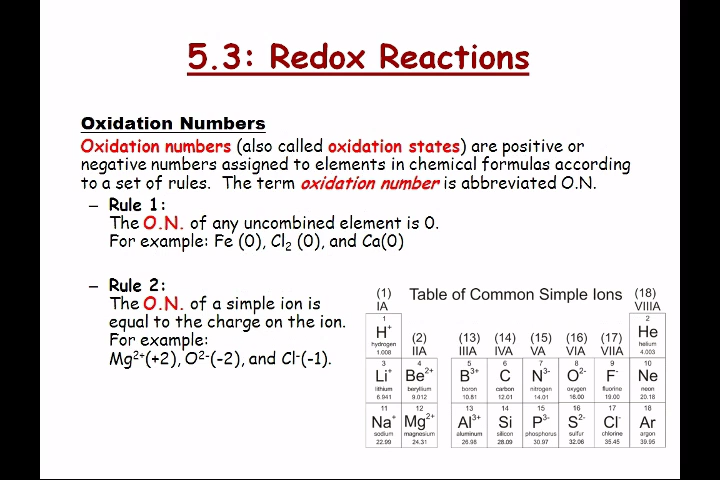 5.3: Redox Reactions
Oxidation Numbers
Oxidation numbers (also called oxidation states) are positive or
negative numbers assigned to elements in chemical formulas according
to a set of rules. The term oxidation number is abbreviated O.N.
– Rule 1:
The O.N. of any uncombined element is 0.
For example: Fe (0), Cl₂ (0), and Ca(0)
– Rule 2:
The O.N. of a simple ion is
equal to the charge on the ion.
For example:
Mg²⁺(+2), O²⁻(-2), and Cl⁻(-1).
Table of Common Simple Ions
(1) (18)
IA VIIIA
1 2
H⁺ He
hydrogen helium
1.008 4.003
(2) (13) (14) (15) (16) (17)
IIA IIIA IVA VA VIA VIIA
3 4 5 6 7 8 9 10
Li⁺ Be²⁺ B³⁺ C N³⁻ O²⁻ F⁻ Ne
lithium beryllium boron carbon nitrogen oxygen fluorine neon
6.941 9.012 10.81 12.01 14.01 16.00 19.00 20.18
11 12 13 14 15 16 17 18
Na⁺ Mg²⁺ Al³⁺ Si P³⁻ S²⁻ Cl⁻ Ar
sodium magnesium aluminum silicon phosphorus sulfur chlorine argon
22.99 24.31 26.98 28.09 30.97 32.06 35.45 39.95